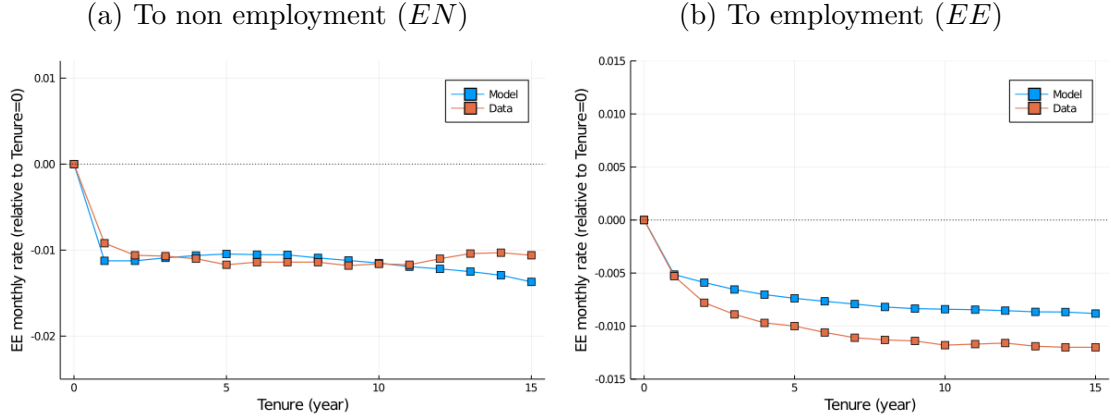 (a) To non employment (EN)
EE monthly rate (relative to Tenure=0)
0.01
0.00
-0.01
-0.02
Model
Data
0
5
10
15
Tenure (year)
(b) To employment (EE)
EE monthly rate (relative to Tenure=0)
0.015
0.010
0.005
0.000
-0.005
-0.010
-0.015
Model
Data
0
5
10
15
Tenure (year)